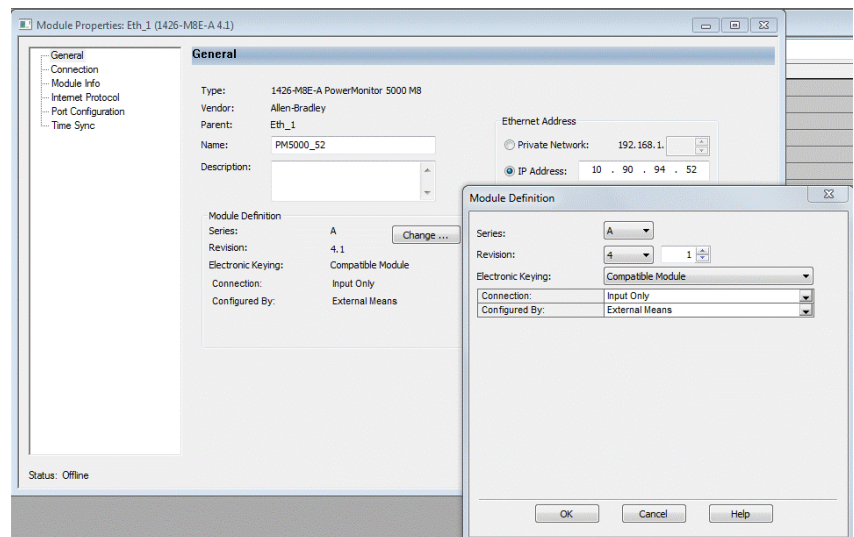 Module Properties: Eth_1 (1426-M8E-A 4.1)
General
Connection
Module Info
Internet Protocol
Port Configuration
Time Sync
General
Type: 1426-M8E-A PowerMonitor 5000 M8
Vendor: Allen-Bradley
Parent: Eth_1
Name: PM5000_52
Description:
Ethernet Address
Private Network: 192.168.1.
IP Address: 10 . 90 . 94 . 52
Module Definition
Series: A
Change ...
Revision: 4.1
Electronic Keying: Compatible Module
Connection: Input Only
Configured By: External Means
Status: Offline
Module Definition
Series: A
Revision: 4 1
Electronic Keying: Compatible Module
Connection: Input Only
Configured By: External Means
OK Cancel Help